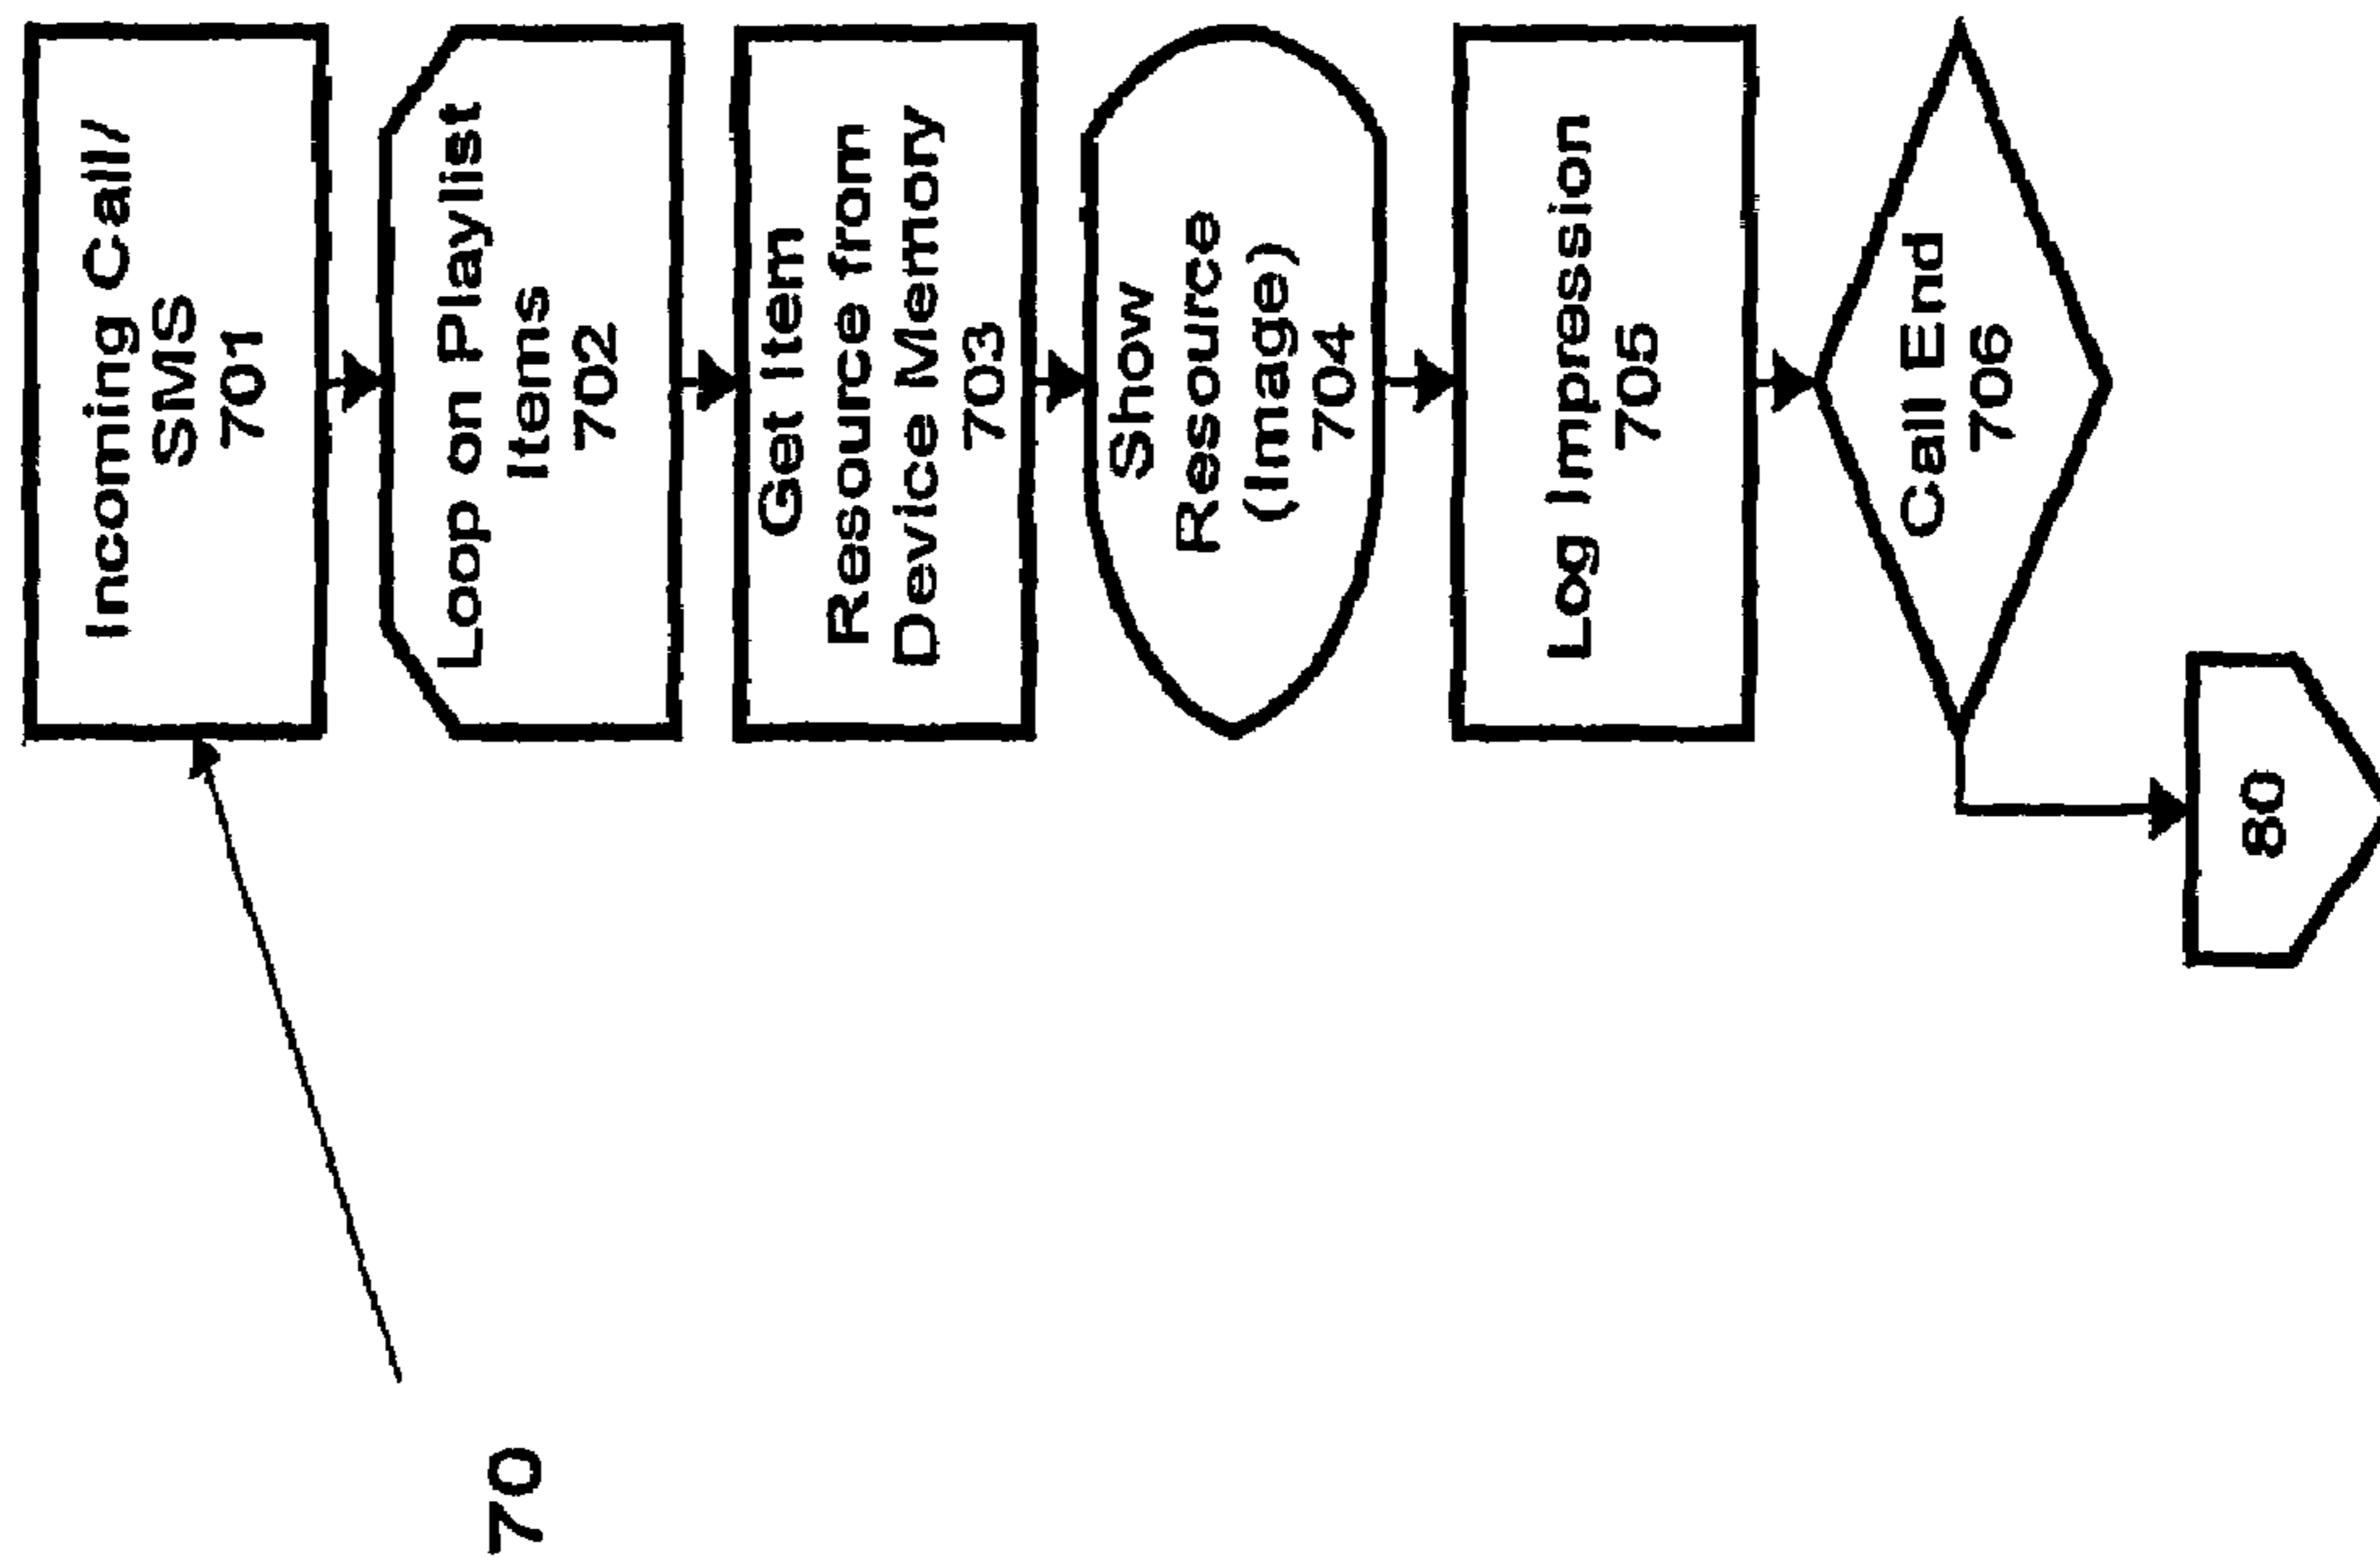 Incoming Call/
SMS
701
Loop on Playlist
Items
702
Get Item
Resource from
Device Memory
703
Show
Resource
(Image)
704
Log Impression
705
Call End
706
80
70